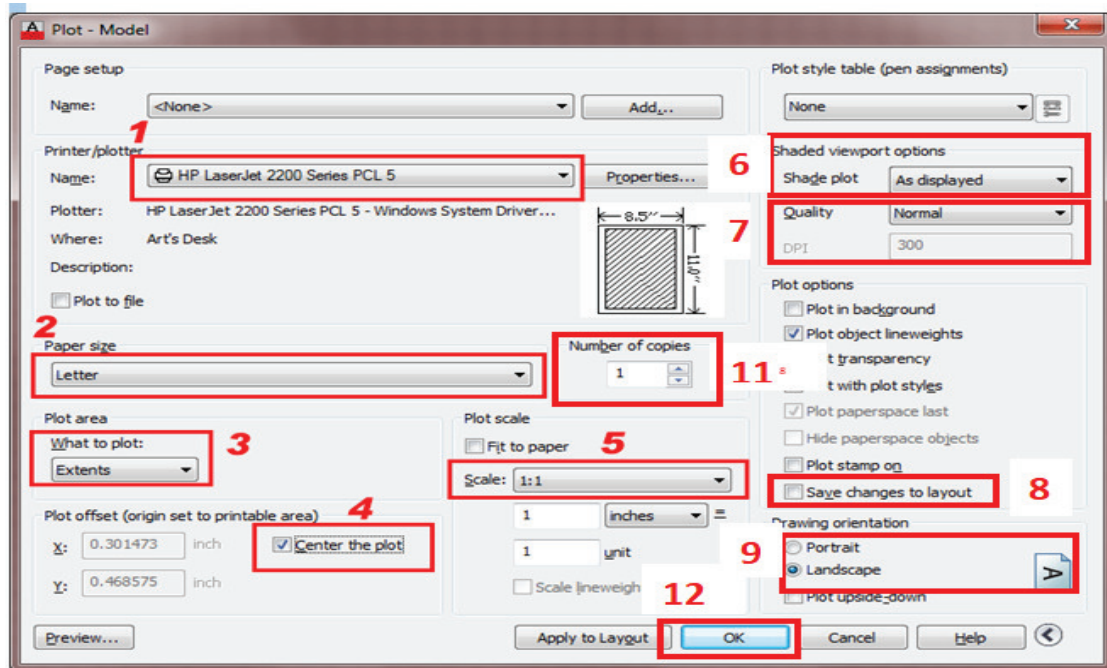 Plot - Model
Page setup
Name: <None> Add...
1
Printer/plotter
Name: HP LaserJet 2200 Series PCL 5 Properties...
Plotter: HP LaserJet 2200 Series PCL 5 - Windows System Driver...
Where: Art's Desk
Description:
Plot to file
8.5''
11.0''
2
Paper size
Letter
Number of copies
1
11 8
Plot area
What to plot:
Extents
3
Plot offset (origin set to printable area)
4
X: 0.301473 inch
Center the plot
Y: 0.468575 inch
Plot scale
Fit to paper
5
Scale: 1:1
1 inches =
1 unit
Scale lineweigh
Plot style table (pen assignments)
None
6
Shaded viewport options
Shade plot As displayed
7
Quality Normal
DPI 300
Plot options
Plot in background
Plot object lineweights
t transparency
t with plot styles
Plot paperspace last
Hide paperspace objects
Plot stamp on
Save changes to layout
8
Drawing orientation
9
Portrait
Landscape
A
Plot upside-down
12
Preview... Apply to Layout OK Cancel Help